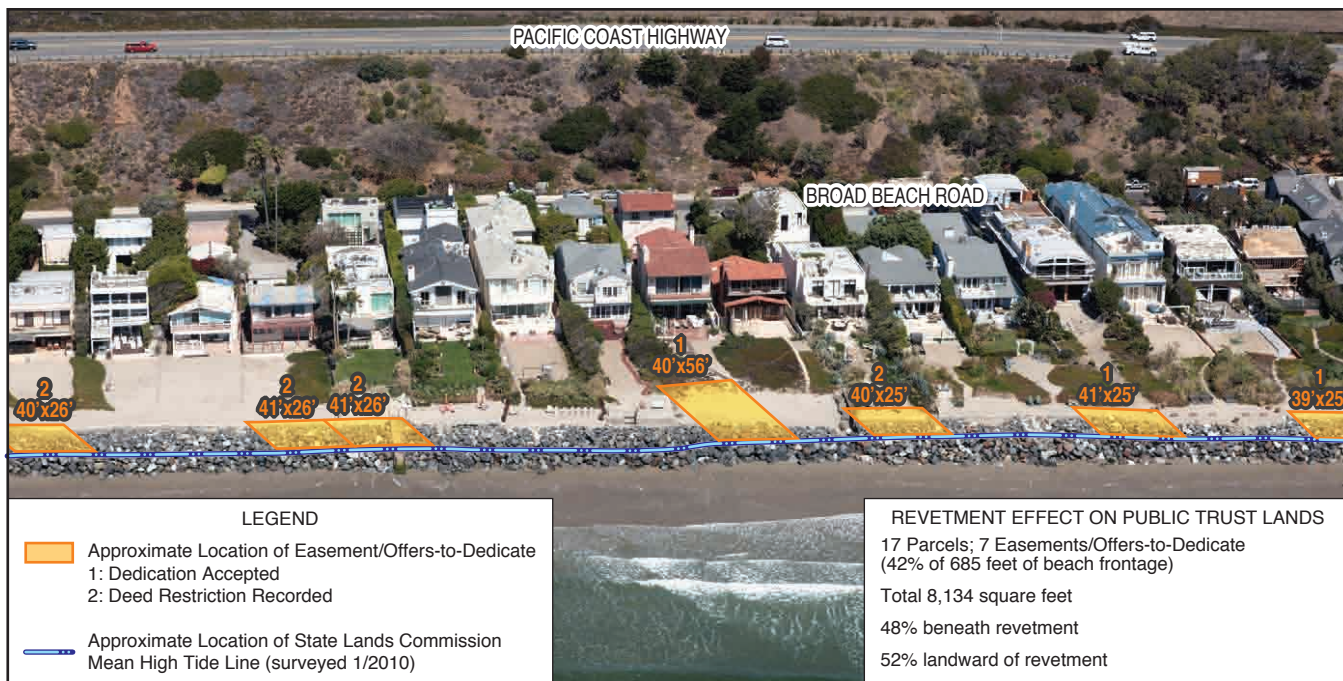 PACIFIC COAST HIGHWAY
BROAD BEACH ROAD
2
40'x26'
2
41'x26'
2
41'x26'
1
40'x56'
2
40'x25'
1
41'x25'
1
39'x25
LEGEND
Approximate Location of Easement/Offers-to-Dedicate
1: Dedication Accepted
2: Deed Restriction Recorded
Approximate Location of State Lands Commission
Mean High Tide Line (surveyed 1/2010)
REVETMENT EFFECT ON PUBLIC TRUST LANDS
17 Parcels; 7 Easements/Offers-to-Dedicate
(42% of 685 feet of beach frontage)
Total 8,134 square feet
48% beneath revetment
52% landward of revetment